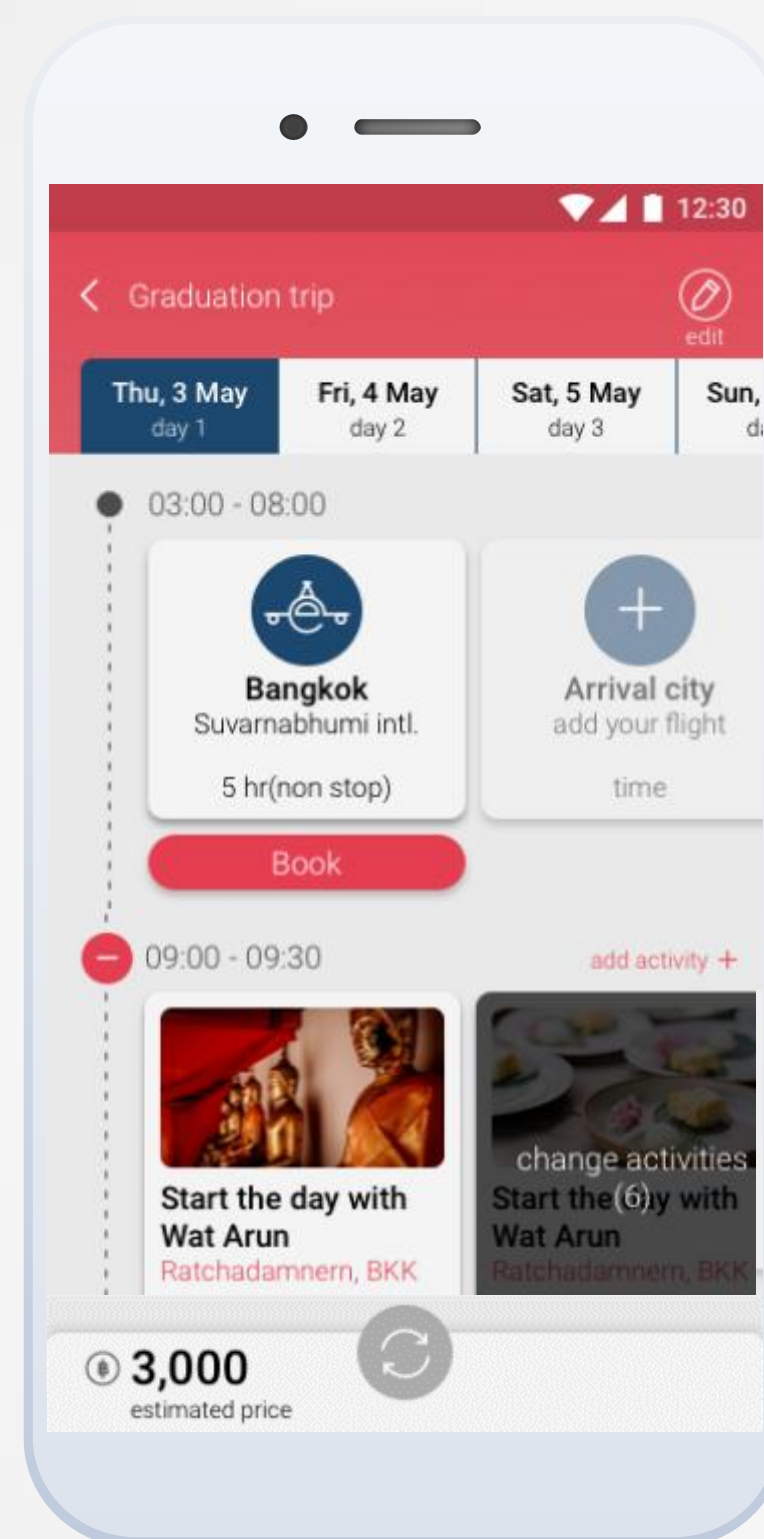 12:30
Graduation trip
edit
Thu, 3 May
day 1
Fri, 4 May
day 2
Sat, 5 May
day 3
Sun,
03:00 - 08:00
Bangkok
Suvarnabhumi intl.
5 hr(non stop)
Arrival city
add your flight
time
Book
09:00 - 09:30
add activity +
Start the day with
Wat Arun
Ratchadamnern, BKK
change activities
(6)
Start the day with
Wat Arun
Ratchadamnern, BKK
฿ 3,000
estimated price